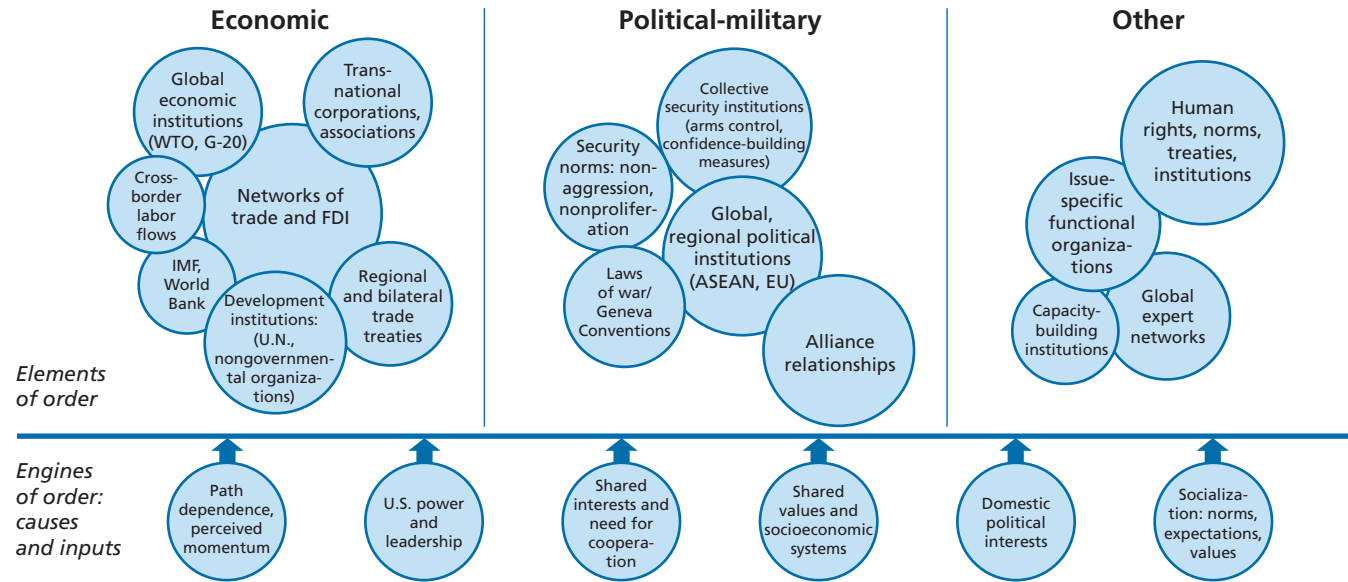 Economic
Global
economic
institutions
(WTO, G-20)
Trans-
national
corporations,
associations
Cross-
border
labor
flows
Networks of
trade and FDI
IMF,
World
Bank
Development
institutions:
(U.N.,
nongovernmen-
tal organiza-
tions)
Regional
and bilateral
trade
treaties
Political-military
Collective
security institutions
(arms control,
confidence-building
measures)
Security
norms: non-
aggression,
nonprolifer-
ation
Global,
regional political
institutions
(ASEAN, EU)
Laws
of war/
Geneva
Conventions
Alliance
relationships
Other
Human
rights, norms,
treaties,
institutions
Issue-
specific
functional
organiza-
tions
Capacity-
building
institutions
Global
expert
networks
Elements
of order
Engines
of order:
causes
and inputs
Path
dependence,
perceived
momentum
U.S. power
and
leadership
Shared
interests and
need for
coopera-
tion
Shared
values and
socioeconomic
systems
Domestic
political
interests
Socializa-
tion: norms,
expectations,
values